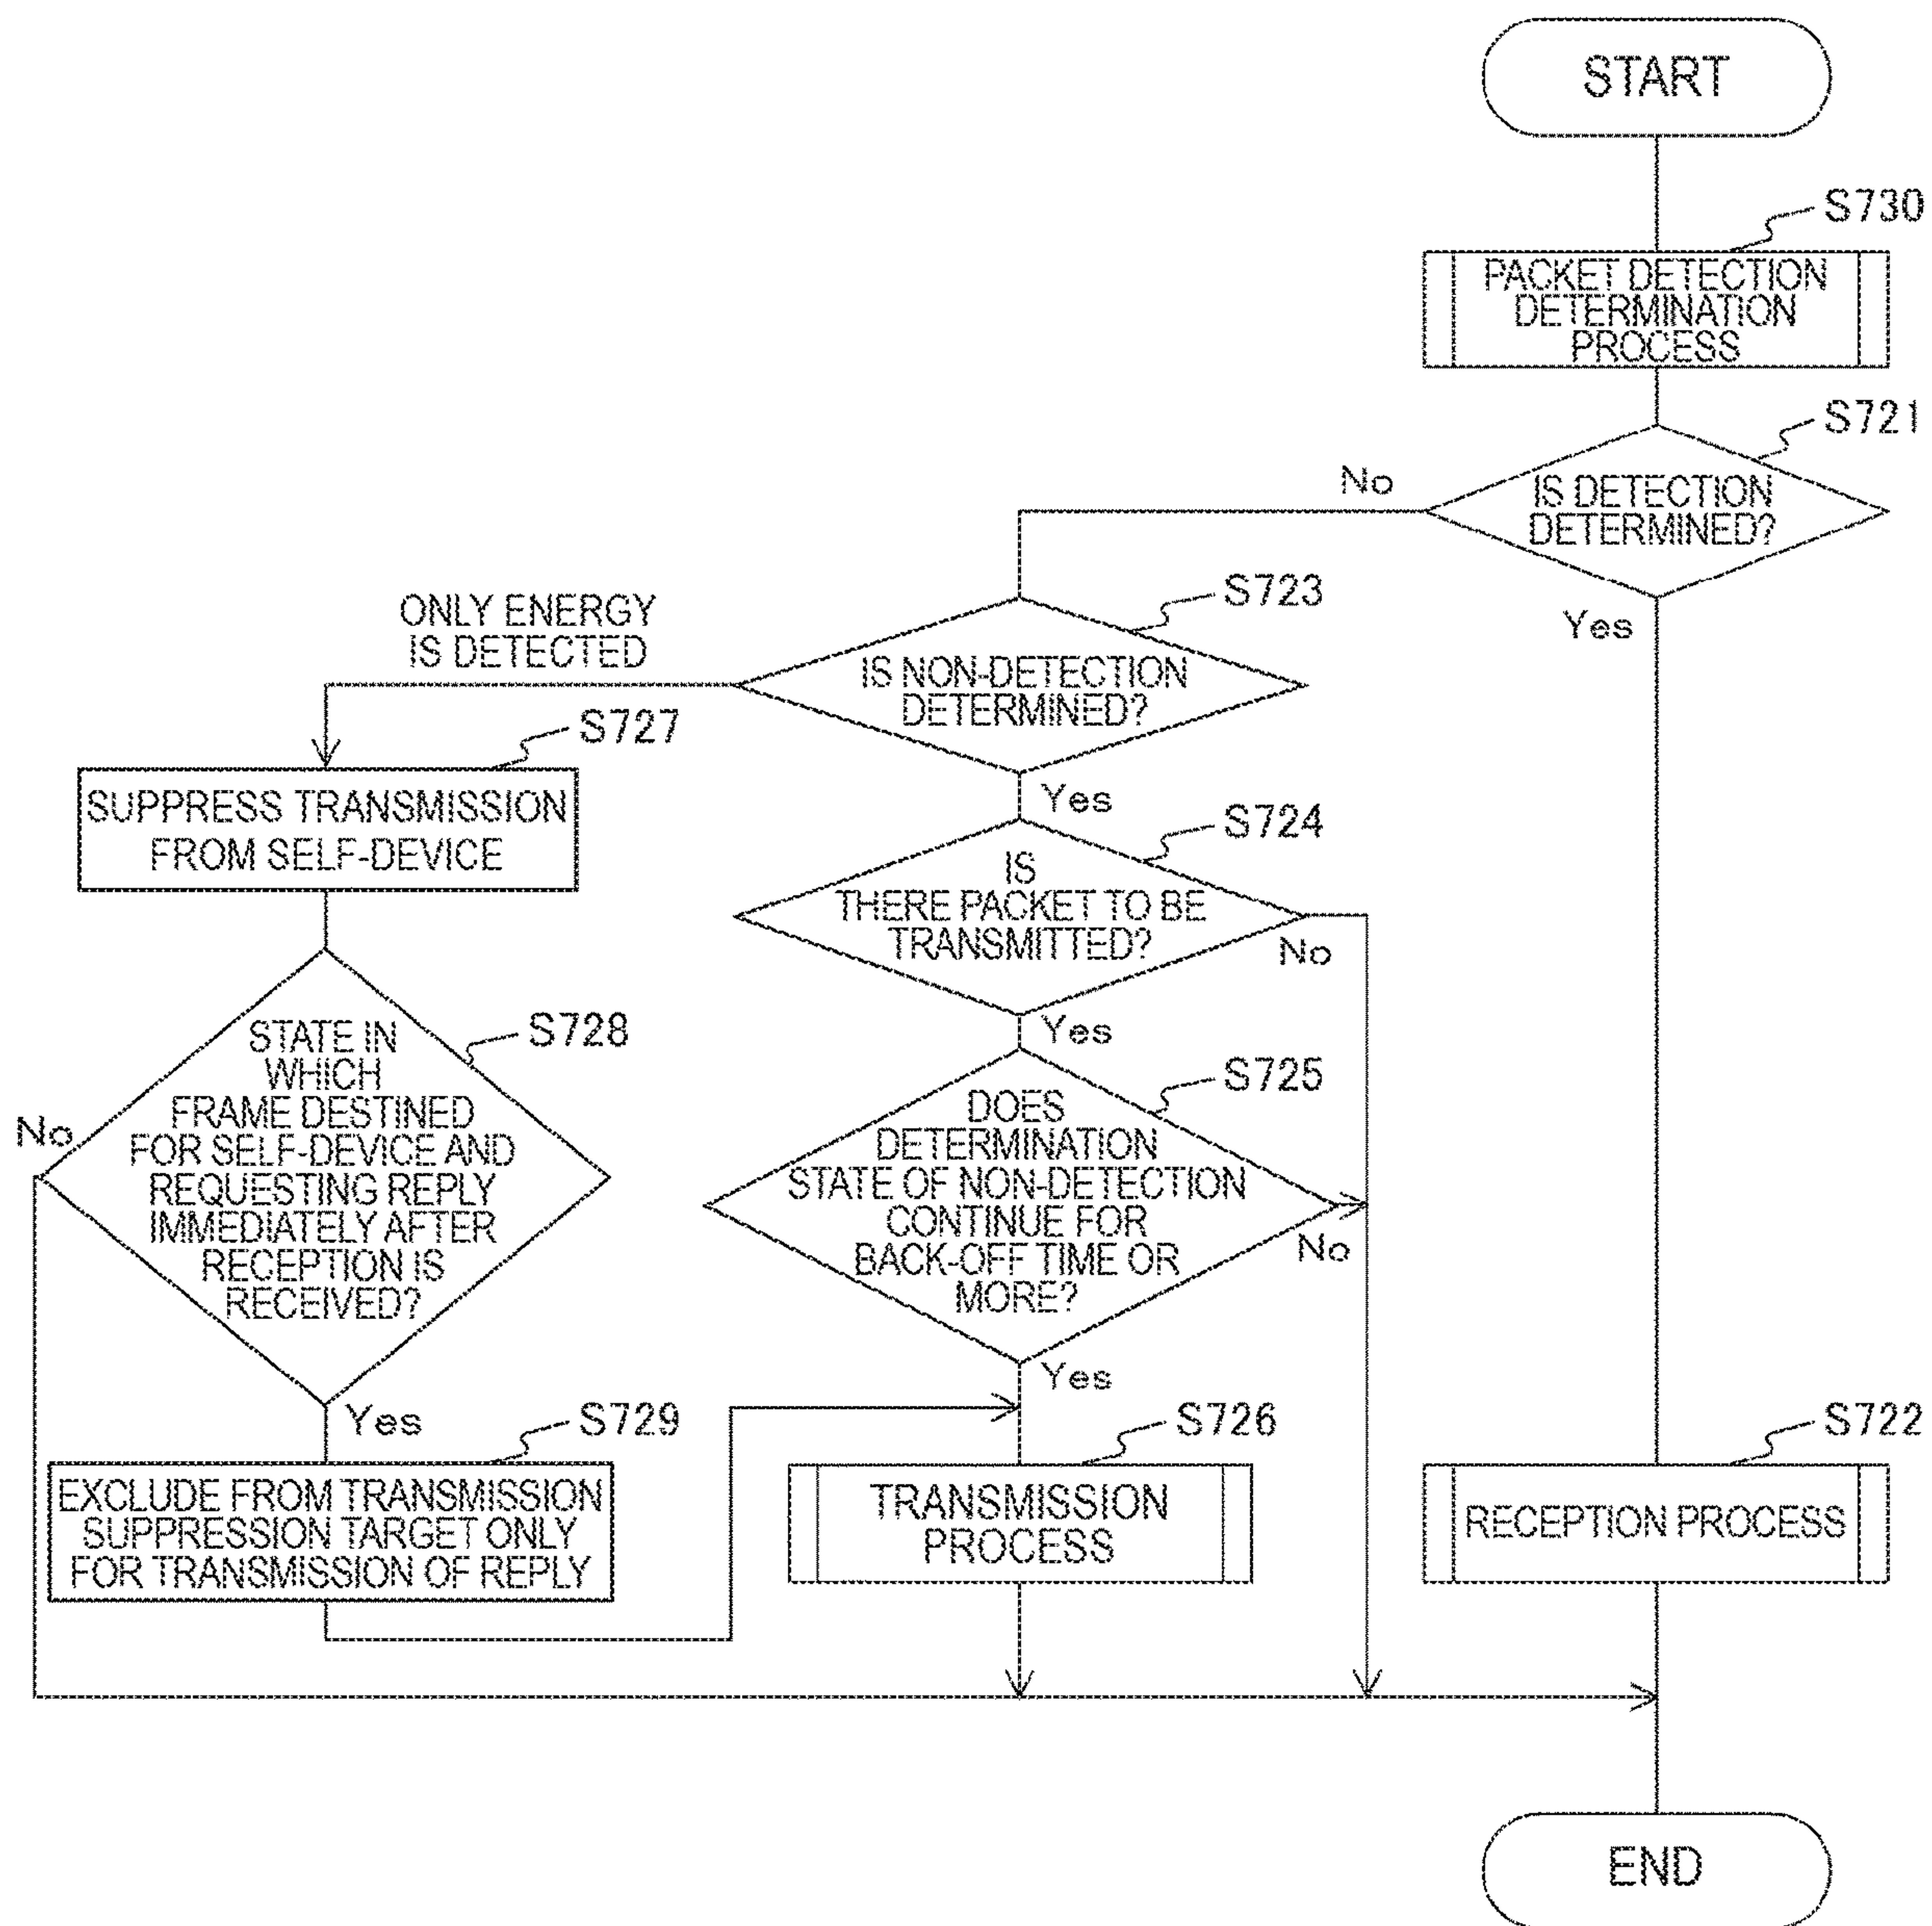 START
S730
PACKET DETECTION
DETERMINATION
PROCESS
S721
IS DETECTION
DETERMINED?
No
Yes
S723
IS NON-DETECTION
DETERMINED?
ONLY ENERGY
IS DETECTED
Yes
S727
SUPPRESS TRANSMISSION
FROM SELF-DEVICE
S724
IS
THERE PACKET TO BE
TRANSMITTED?
No
Yes
S728
STATE IN
WHICH
FRAME DESTINED
FOR SELF-DEVICE AND
REQUESTING REPLY
IMMEDIATELY AFTER
RECEPTION IS
RECEIVED?
No
Yes
S725
DOES
DETERMINATION
STATE OF NON-DETECTION
CONTINUE FOR
BACK-OFF TIME OR
MORE?
No
Yes
S729
EXCLUDE FROM TRANSMISSION
SUPPRESSION TARGET ONLY
FOR TRANSMISSION OF REPLY
S726
TRANSMISSION
PROCESS
S722
RECEPTION PROCESS
END